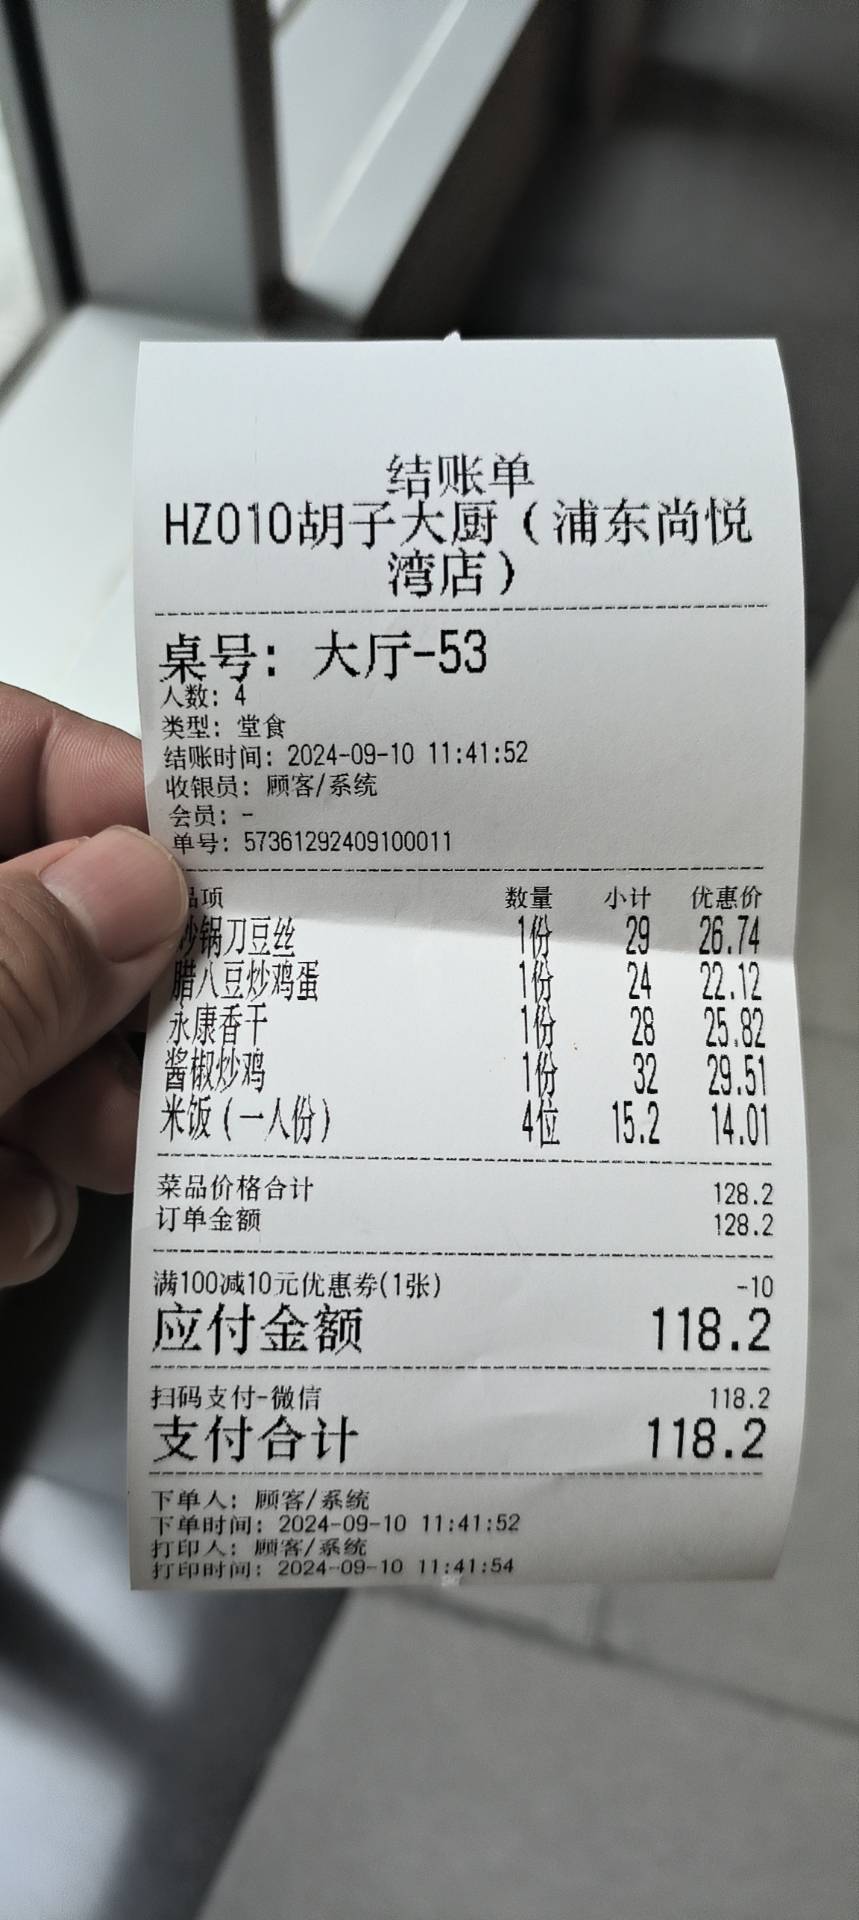 结账单
HZ010胡子大厨（浦东尚悦
湾店）
桌号: 大厅-53
人数: 4
类型: 堂食
结账时间: 2024-09-10 11:41:52
收银员: 顾客/系统
会员: -
单号: 573612922409100011
品项 数量 小计 优惠价
砂锅刀豆丝 1份 29 26.74
腊八豆炒鸡蛋 1份 24 22.12
永康香干 1份 28 25.82
酱椒炒鸡 1份 32 29.51
米饭（一人份） 4位 15.2 14.01
菜品价格合计 128.2
订单金额 128.2
满100减10元优惠券(1张) -10
应付金额 118.2
扫码支付-微信 118.2
支付合计 118.2
下单人: 顾客/系统
下单时间: 2024-09-10 11:41:52
打印人: 顾客/系统
打印时间: 2024-09-10 11:41:54